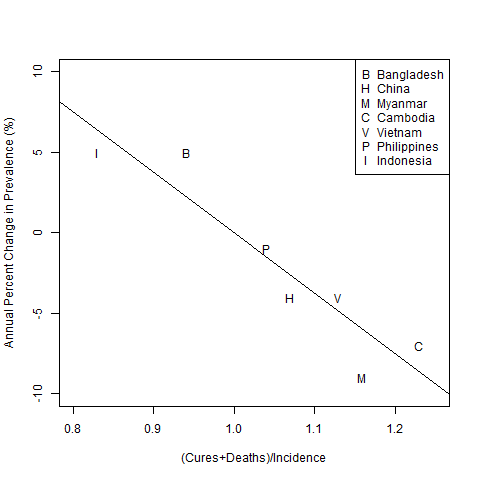 B Bangladesh
H China
M Myanmar
C Cambodia
V Vietnam
P Philippines
I Indonesia
10
5
0
-5
-10
Annual Percent Change in Prevalence (%)
I
B
P
H
V
C
M
0.8 0.9 1.0 1.1 1.2
(Cures+Deaths)/Incidence